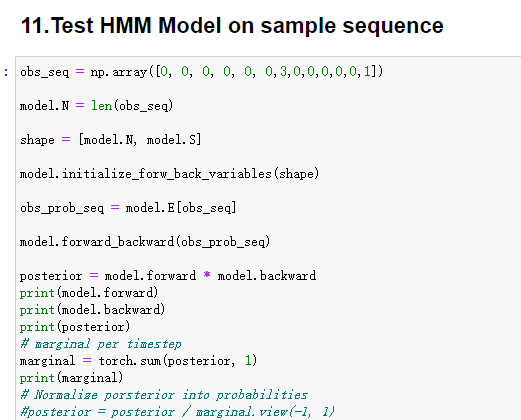 11.Test HMM Model on sample sequence
: obs_seq = np.array([0, 0, 0, 0, 0, 0,3,0,0,0,0,0,1])
model.N = len(obs_seq)
shape = [model.N, model.S]
model.initialize_forw_back_variables(shape)
obs_prob_seq = model.E[obs_seq]
model.forward_backward(obs_prob_seq)
posterior = model.forward * model.backward
print(model.forward)
print(model.backward)
print(posterior)
# marginal per timestep
marginal = torch.sum(posterior, 1)
print(marginal)
# Normalize porsterior into probabilities
#posterior = posterior / marginal.view(-1, 1)